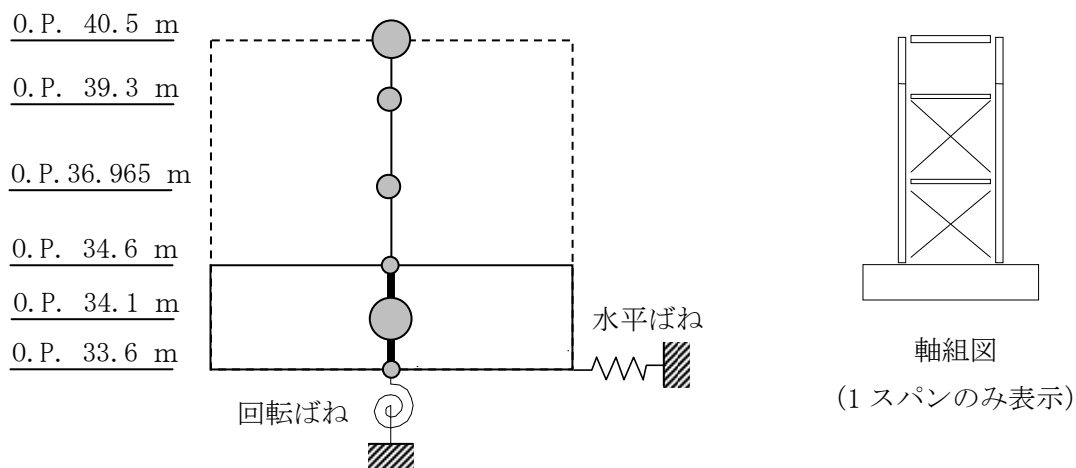 O.P. 40.5 m
O.P. 39.3 m
O.P.36.965 m
O.P. 34.6 m
O.P. 34.1 m
O.P. 33.6 m
水平ばね
回転ばね
軸組図
(1 スパンのみ表示)